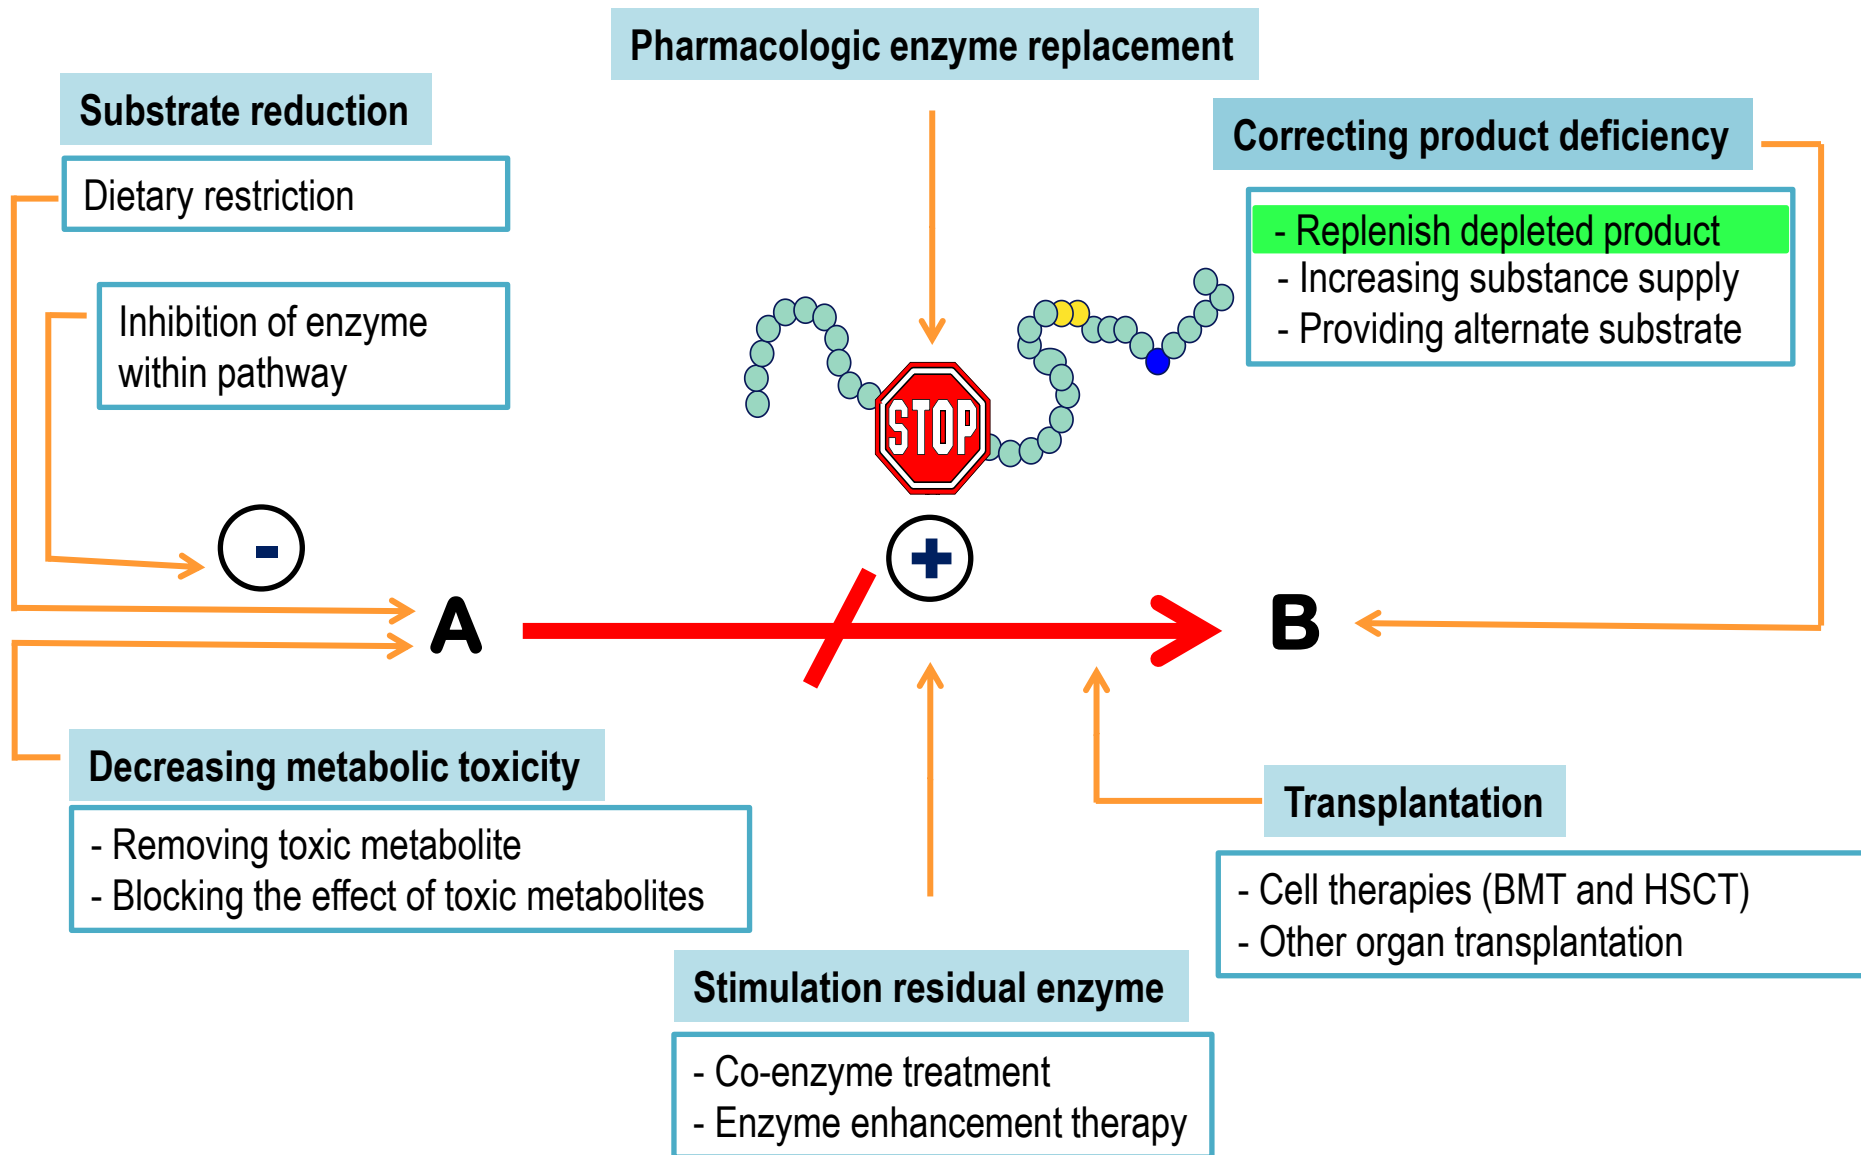 Pharmacologic enzyme replacement
Substrate reduction
Dietary restriction
Inhibition of enzyme
within pathway
Correcting product deficiency
- Replenish depleted product
- Increasing substance supply
- Providing alternate substrate
STOP
-
+
A
B
Decreasing metabolic toxicity
- Removing toxic metabolite
- Blocking the effect of toxic metabolites
Transplantation
- Cell therapies (BMT and HSCT)
- Other organ transplantation
Stimulation residual enzyme
- Co-enzyme treatment
- Enzyme enhancement therapy